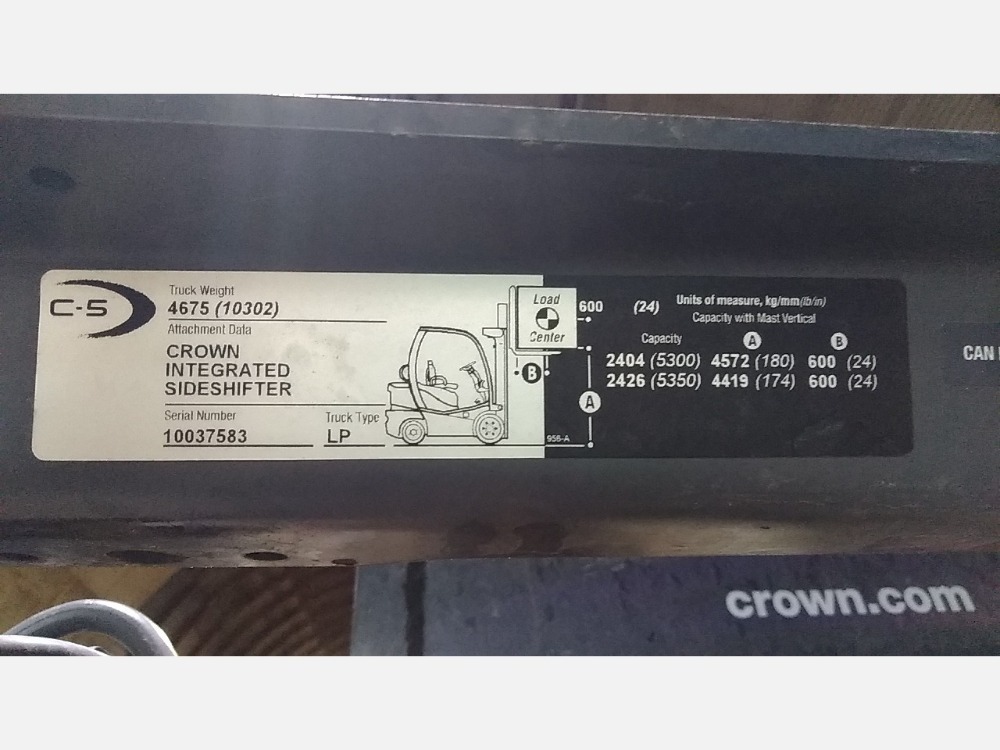 C-5
Truck Weight
4675 (10302)
Attachment Data
CROWN
INTEGRATED
SIDESHIFTER
Serial Number
10037583
Truck Type
LP
Load
Center
B
A
956-A
600 (24)
Units of measure, kg/mm(lb/in)
Capacity with Mast Vertical
Capacity A B
2404 (5300) 4572 (180) 600 (24)
2426 (5350) 4419 (174) 600 (24)
CAN
crown.com